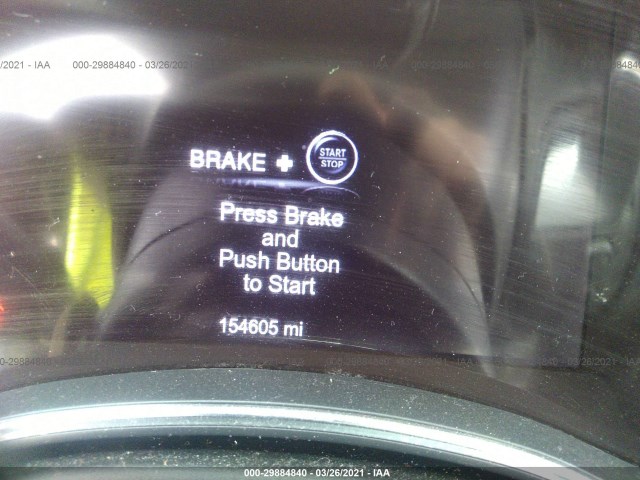 /2021 - IAA 000-29884840 - 03/26/2021
BRAKE + START STOP
Press Brake
and
Push Button
to Start
154605 mi
000-29884840 - 03/26/2021 - IAA